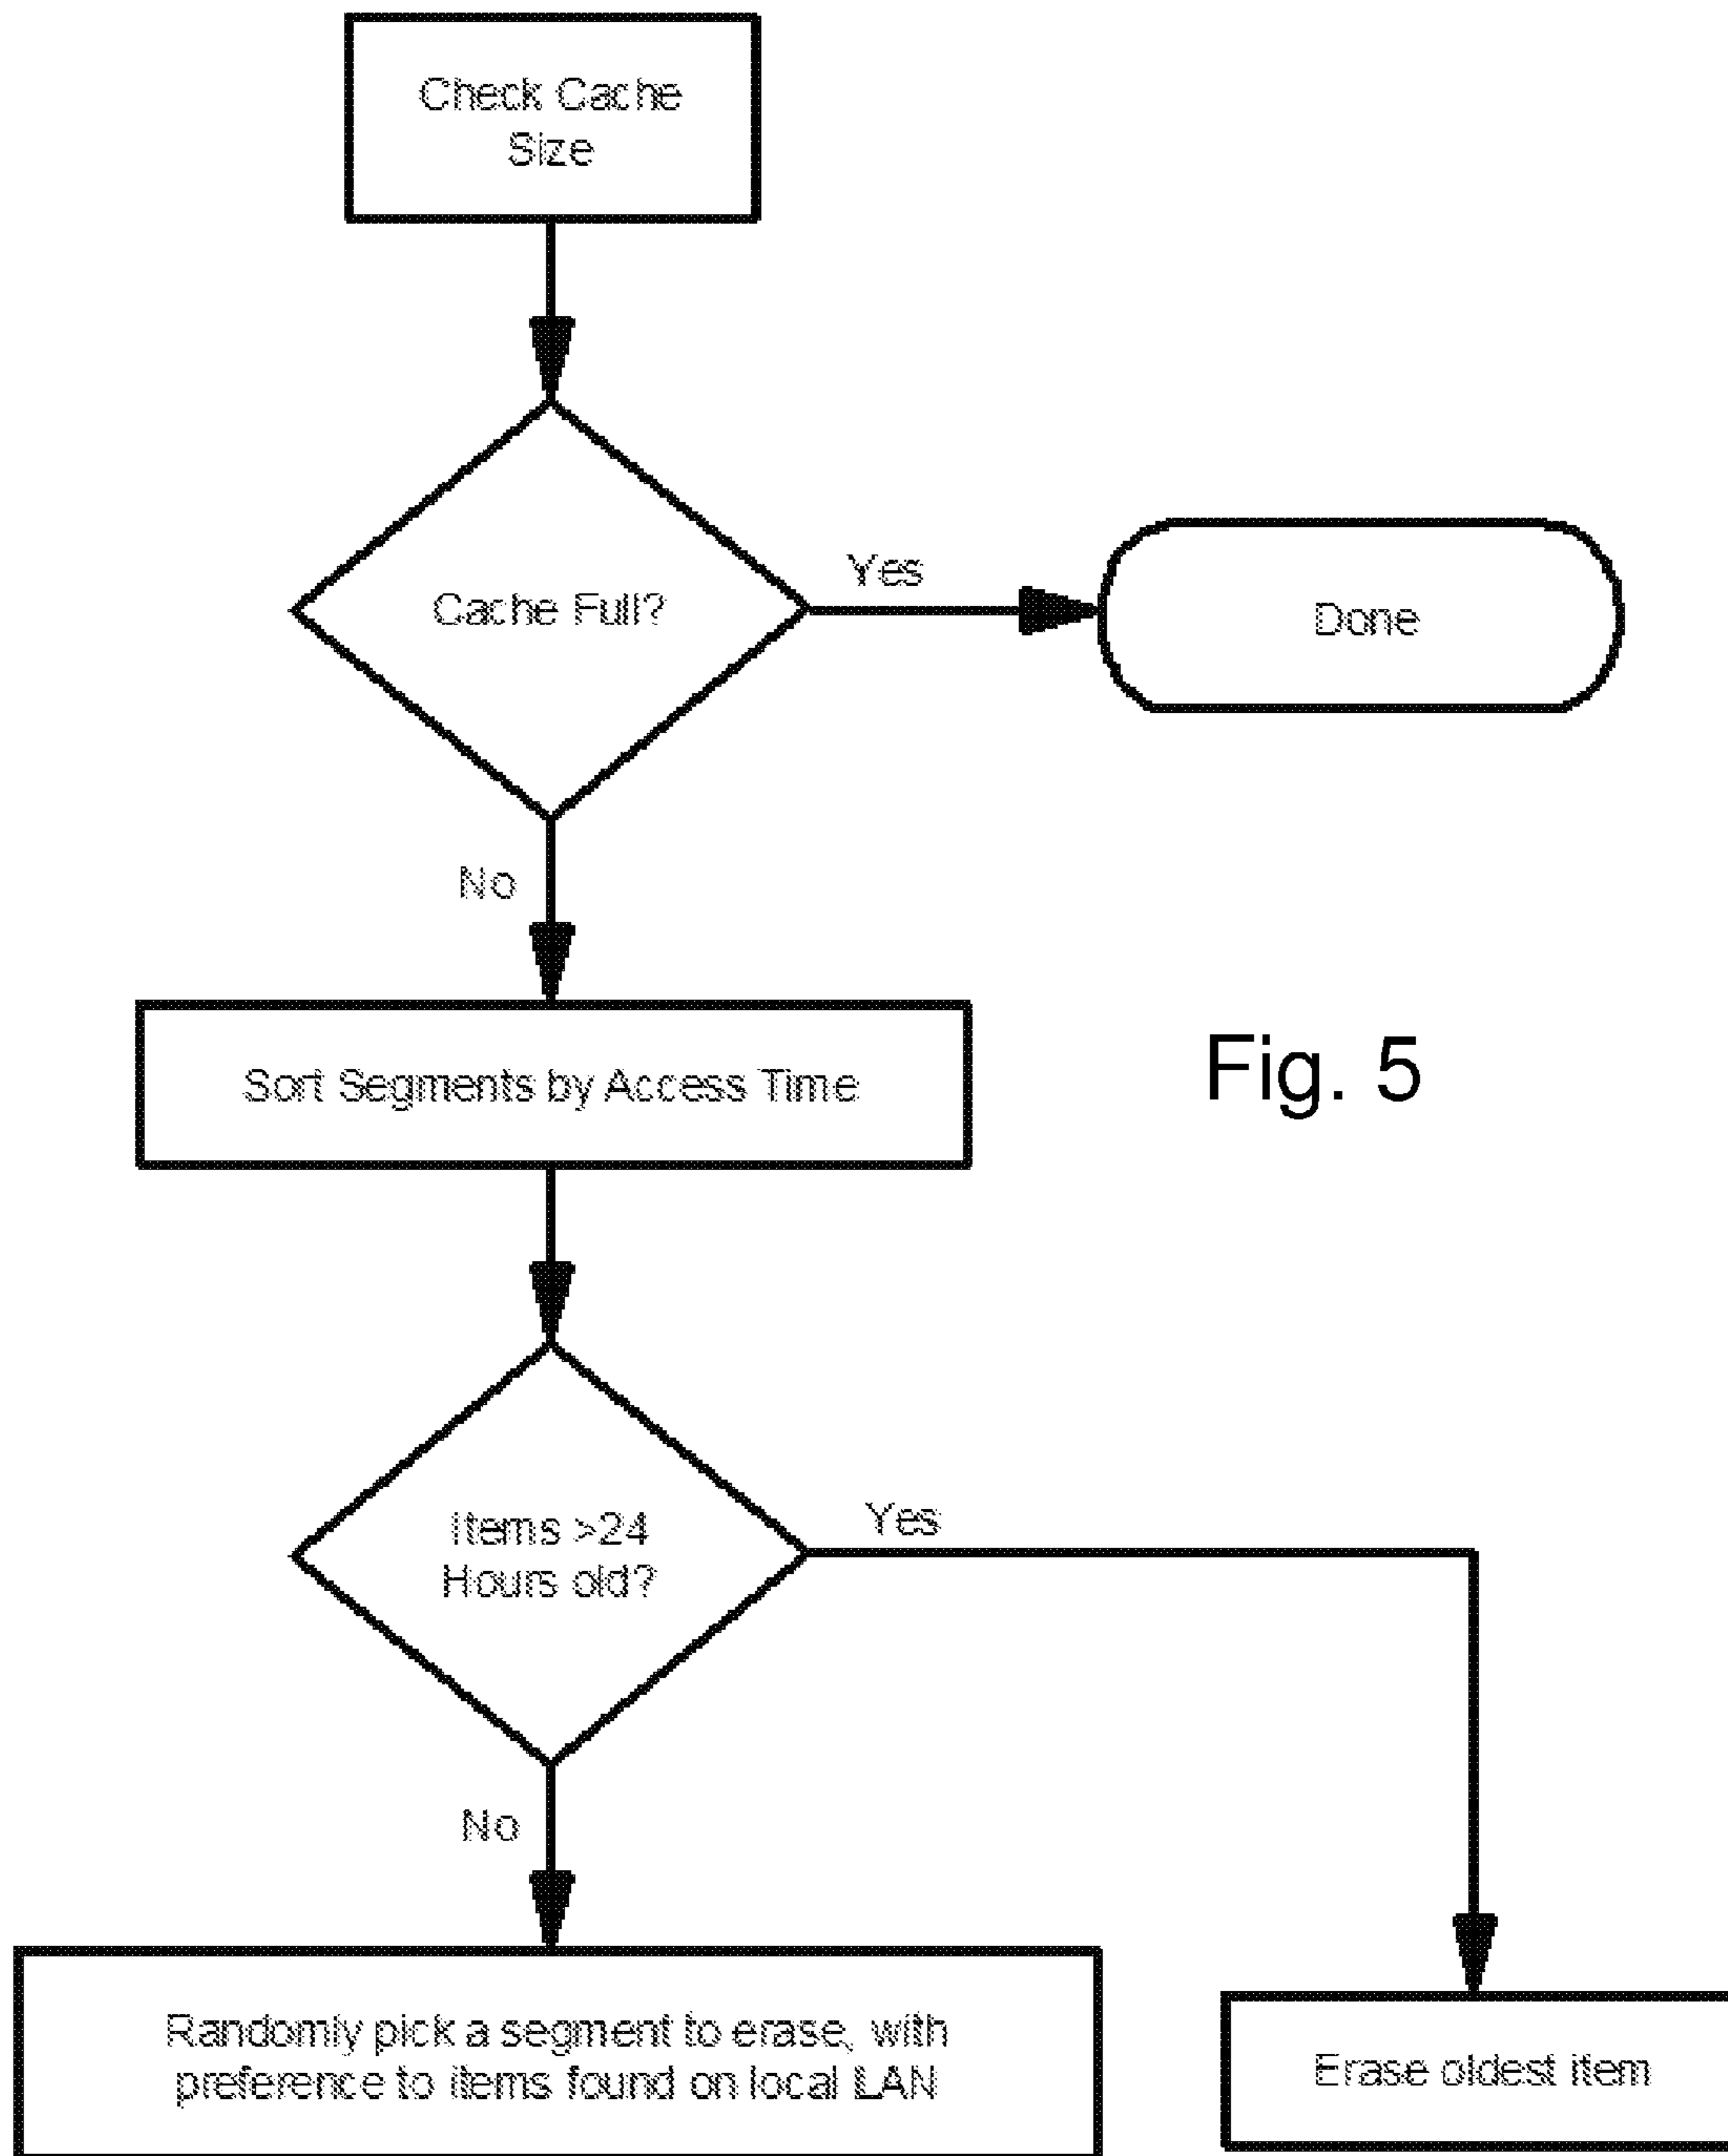 Check Cache
Size
Cache Full?
Yes
Done
No
Sort Segments by Access Time
Fig. 5
Items >24
Hours old?
Yes
No
Randomly pick a segment to erase, with
preference to items found on local LAN
Erase oldest item